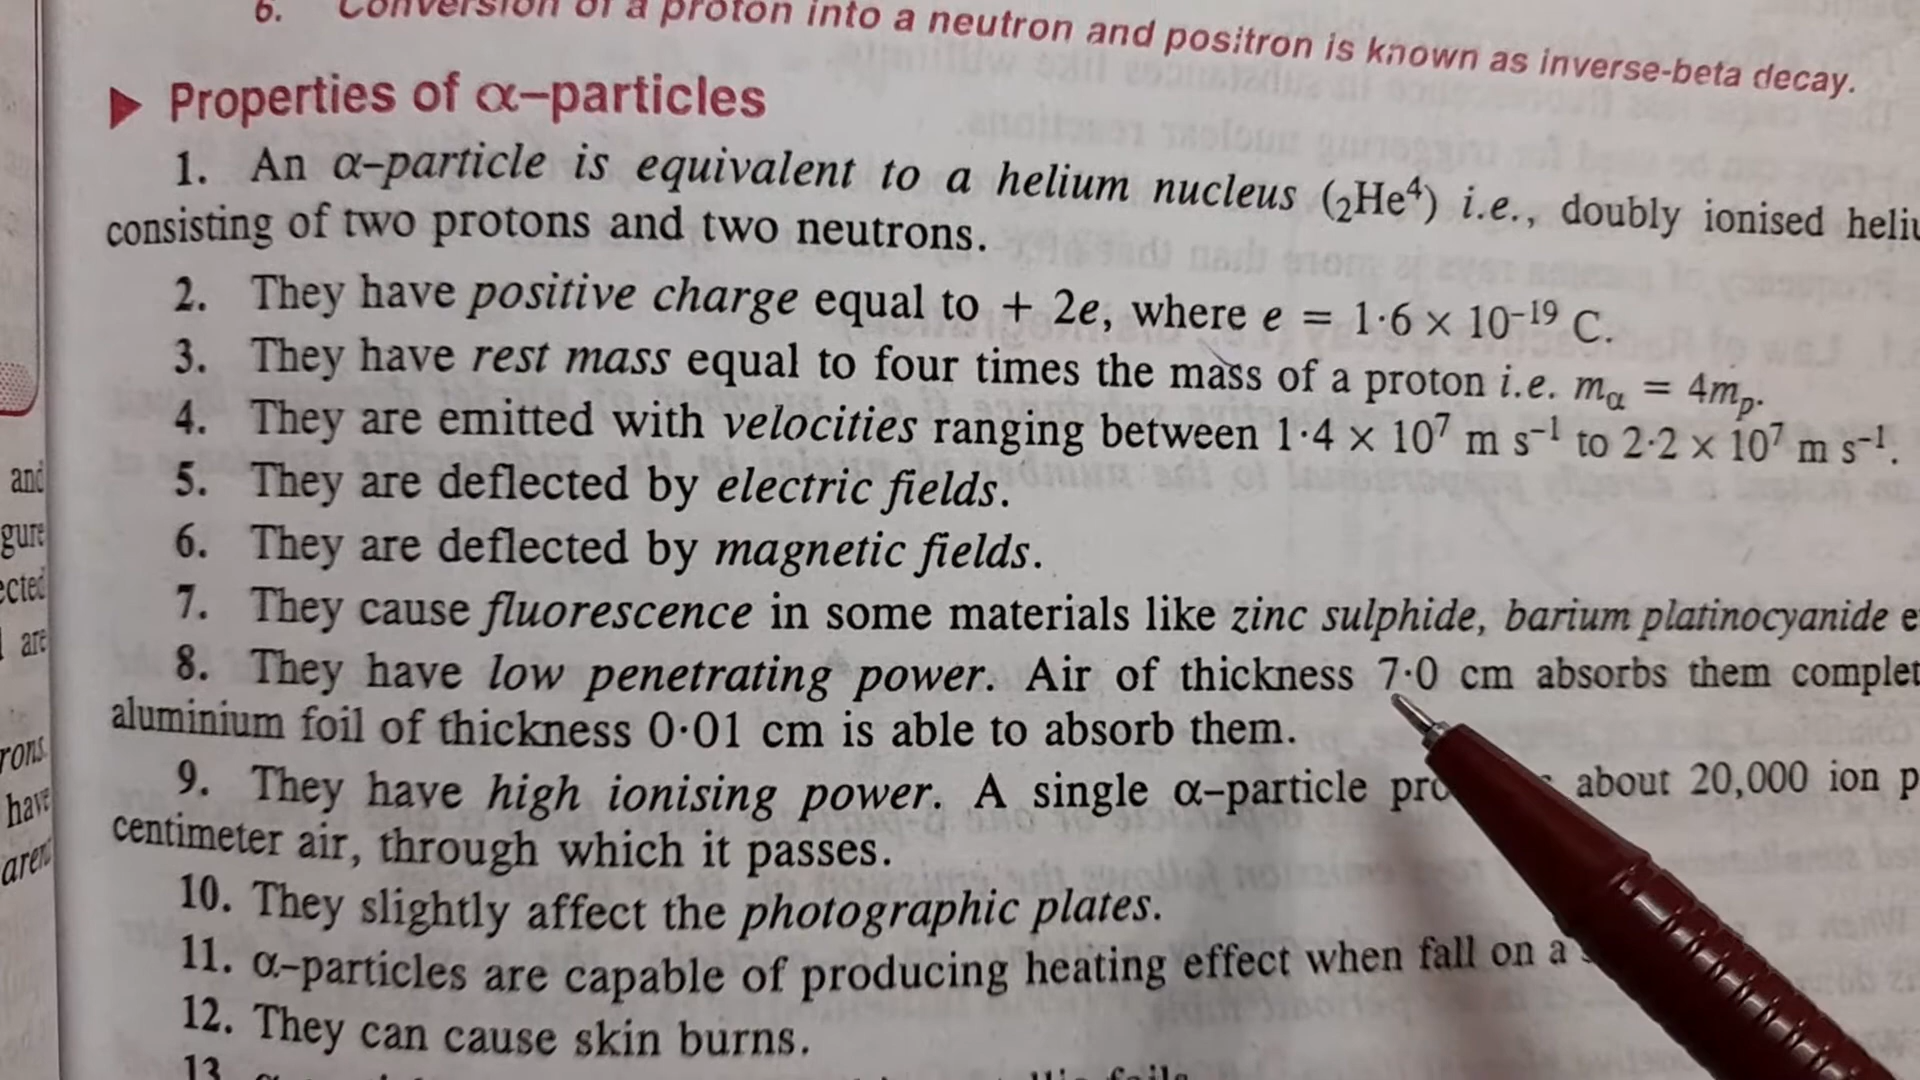 6. Conversion of a proton into a neutron and positron is known as inverse-beta decay.
▶ Properties of α–particles
1. An α–particle is equivalent to a helium nucleus (₂He⁴) i.e., doubly ionised
consisting of two protons and two neutrons.
2. They have positive charge equal to + 2e, where e = 1·6 × 10⁻¹⁹ C.
3. They have rest mass equal to four times the mass of a proton i.e. mα = 4mₚ.
4. They are emitted with velocities ranging between 1·4 × 10⁷ m s⁻¹ to 2·2 × 10⁷ m s⁻¹.
and
5. They are deflected by electric fields.
6. They are deflected by magnetic fields.
7. They cause fluorescence in some materials like zinc sulphide, barium platinocyanide
are
8. They have low penetrating power. Air of thickness 7·0 cm absorbs them
aluminium foil of thickness 0·01 cm is able to absorb them.
9. They have high ionising power. A single α–particle about 20,000 ion
have
centimeter air, through which it passes.
10. They slightly affect the photographic plates.
11. α–particles are capable of producing heating effect when fall on a
12. They can cause skin burns.
13.